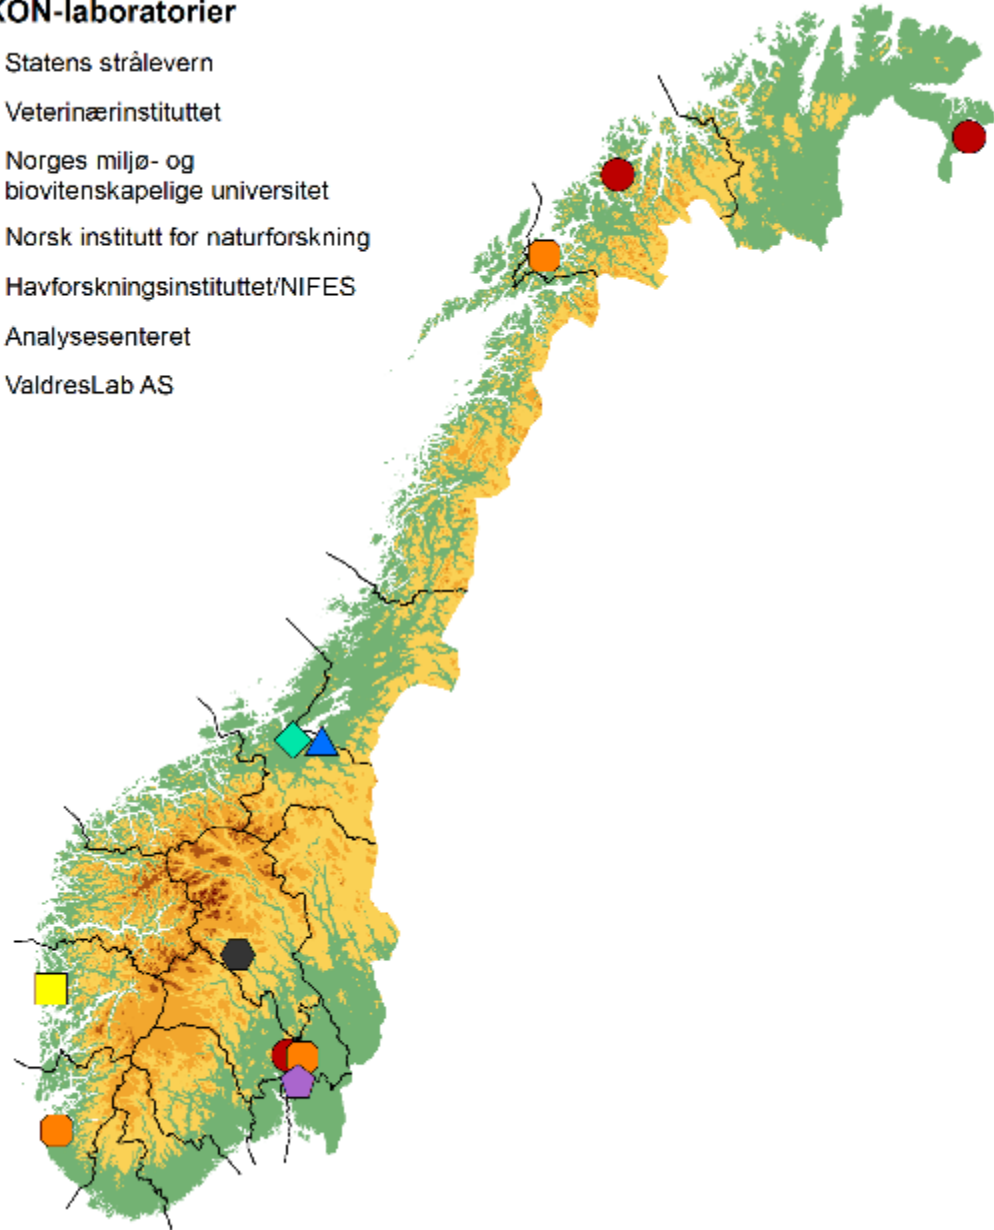 KON-laboratorier
Statens strålevern
Veterinærinstituttet
Norges miljø- og
biovitenskapelige universitet
Norsk institutt for naturforskning
Havforskningsinstituttet/NIFES
Analysesenteret
ValdresLab AS